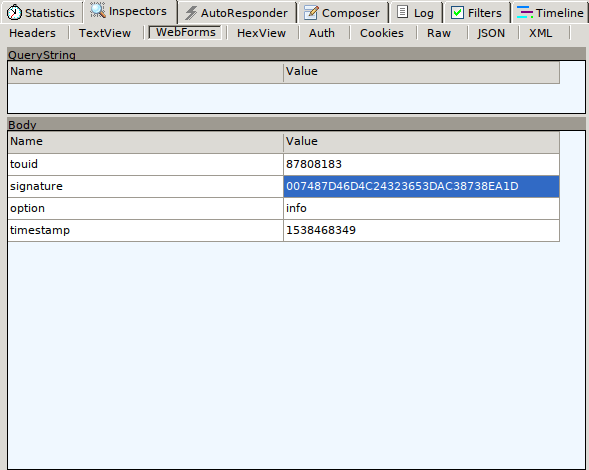 Statistics Inspectors AutoResponder Composer Log Filters Timeline
Headers TextView WebForms HexView Auth Cookies Raw JSON XML
QueryString
Name Value
Body
Name Value
touid 87808183
signature 007487D46D4C24323653DAC38738EA1D
option info
timestamp 1538468349